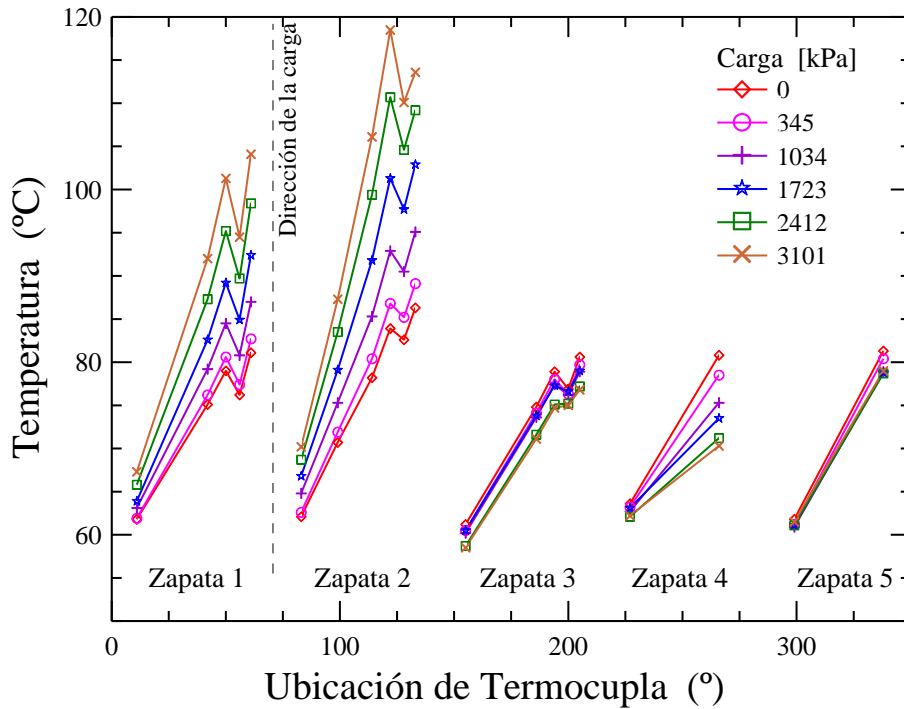 120
100
80
60
Temperatura (ºC)
Dirección de la carga
Carga [kPa]
0
345
1034
1723
2412
3101
Zapata 1
Zapata 2
Zapata 3
Zapata 4
Zapata 5
0
100
200
300
Ubicación de Termocupla (º)